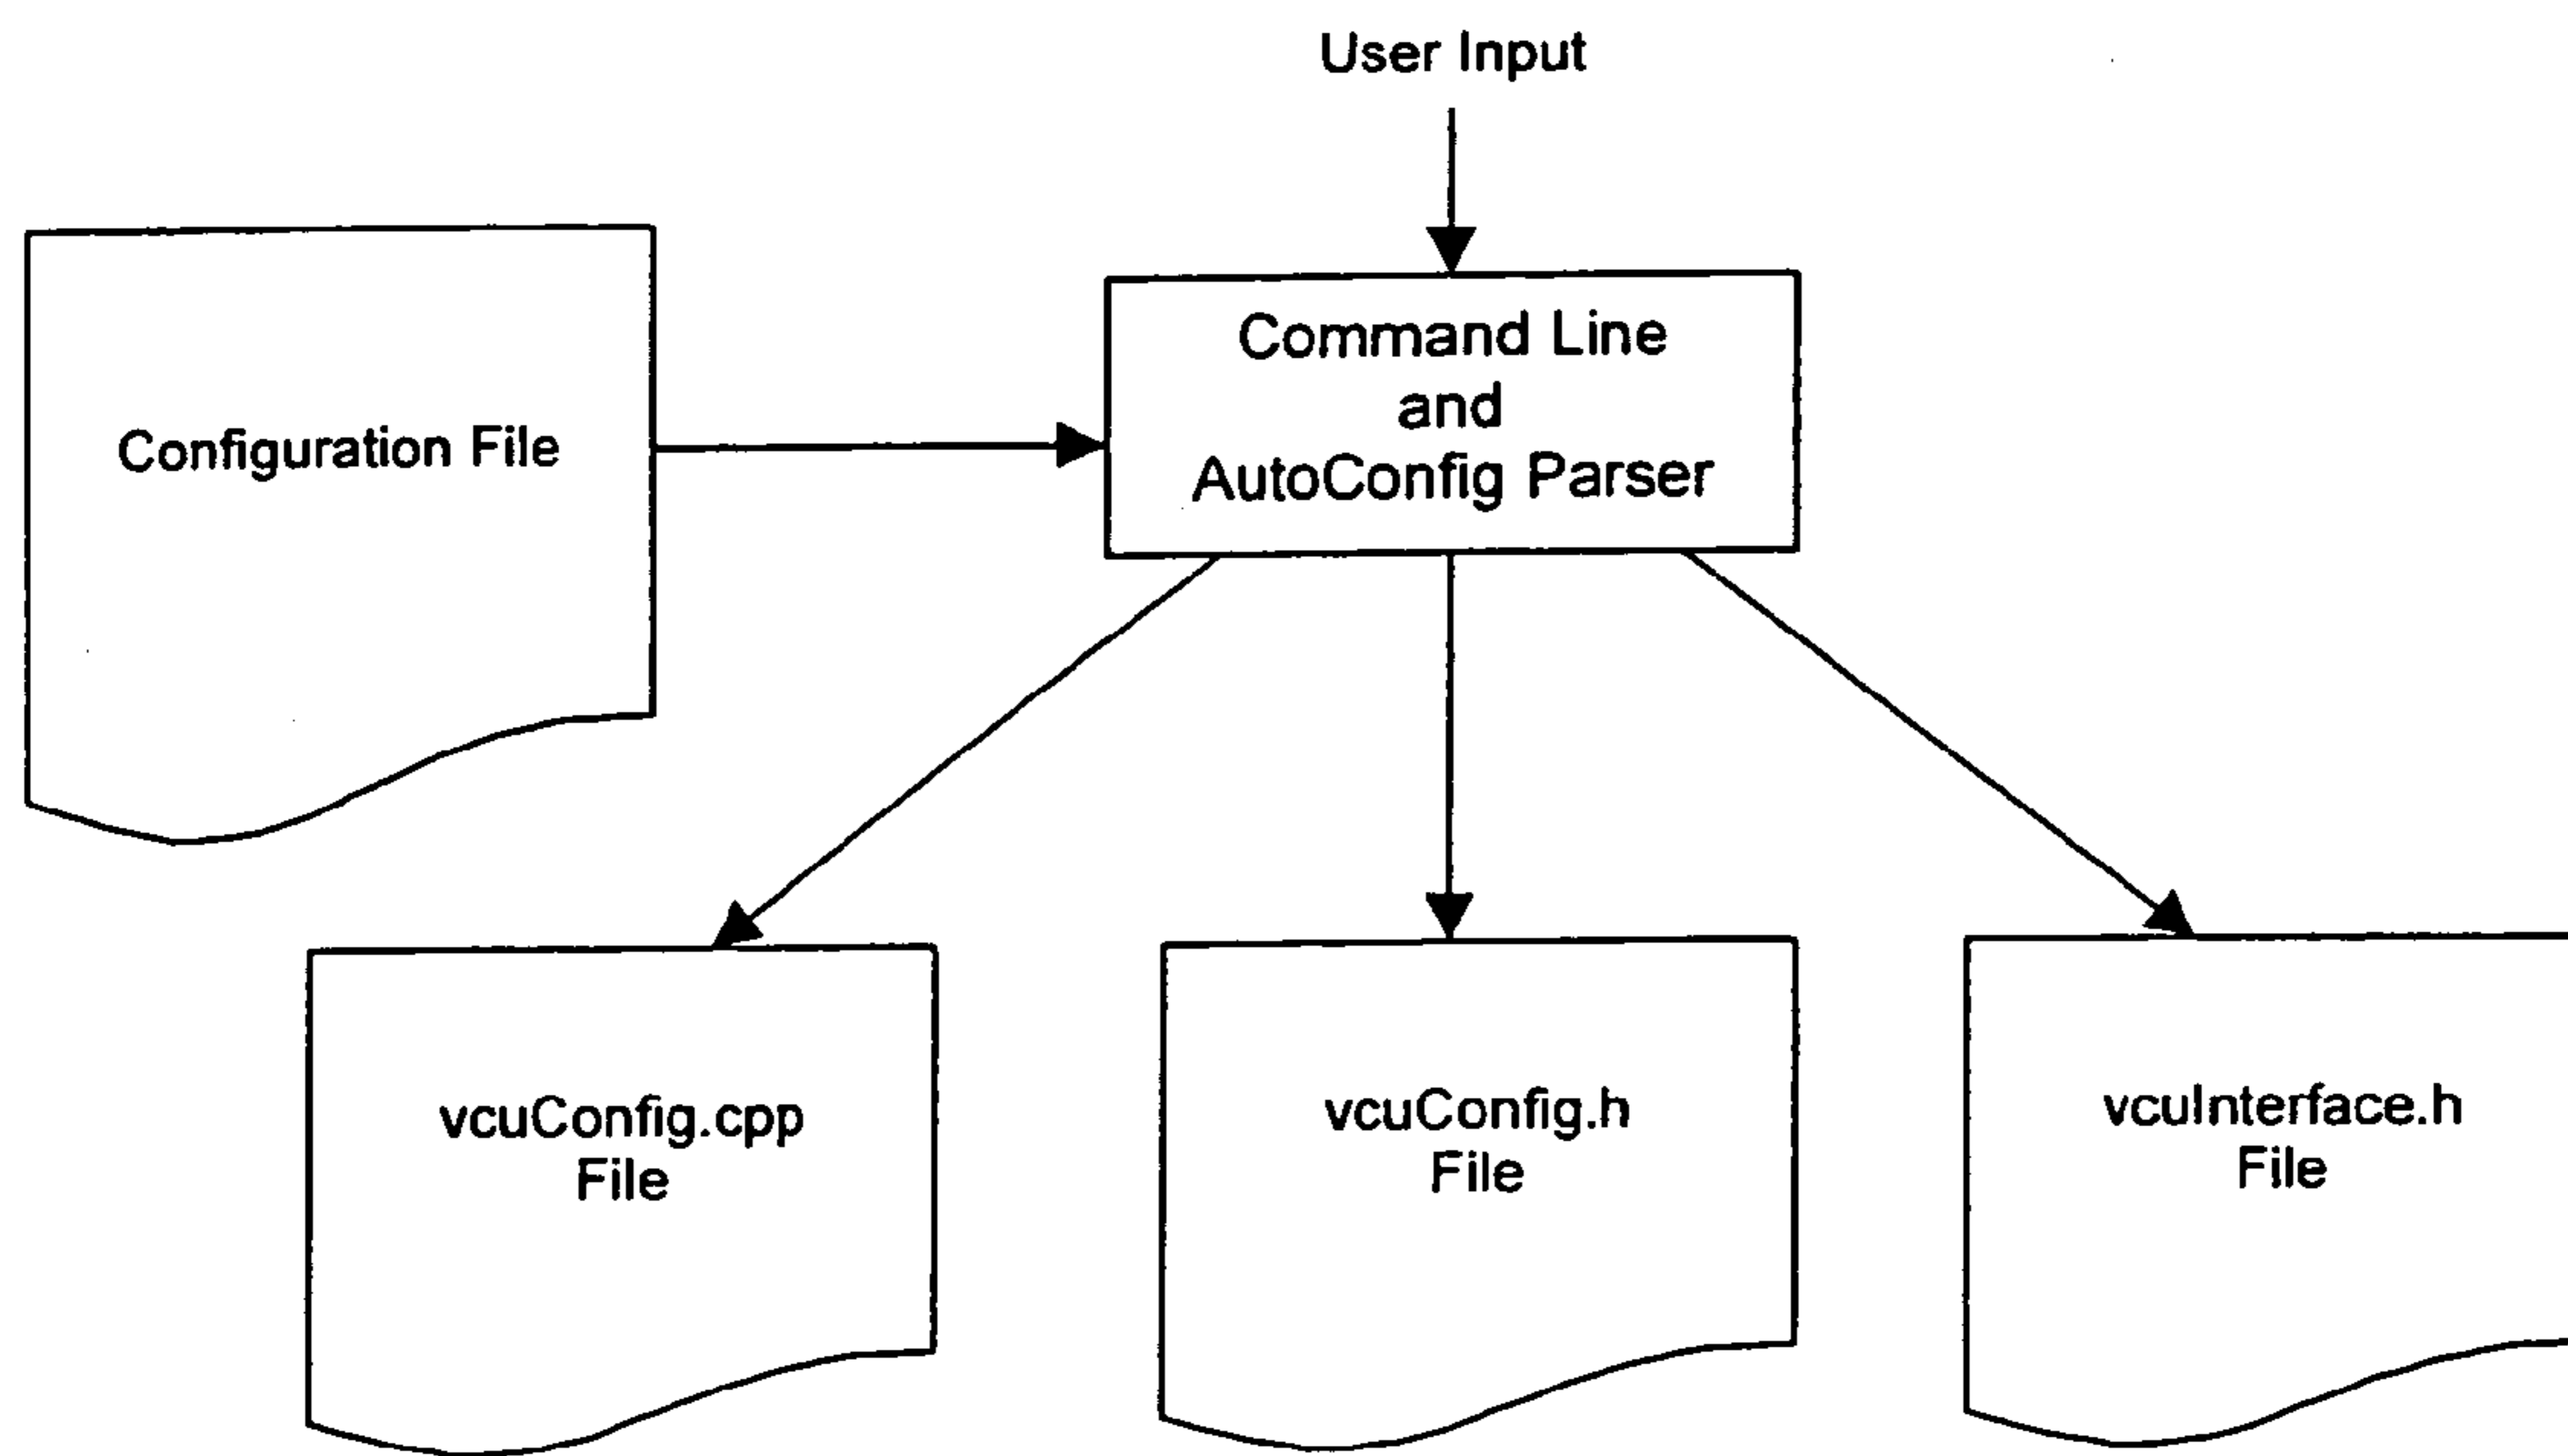 User Input
Command Line
and
AutoConfig Parser
Configuration File
vcuConfig.cpp
File
vcuConfig.h
File
vcuInterface.h
File